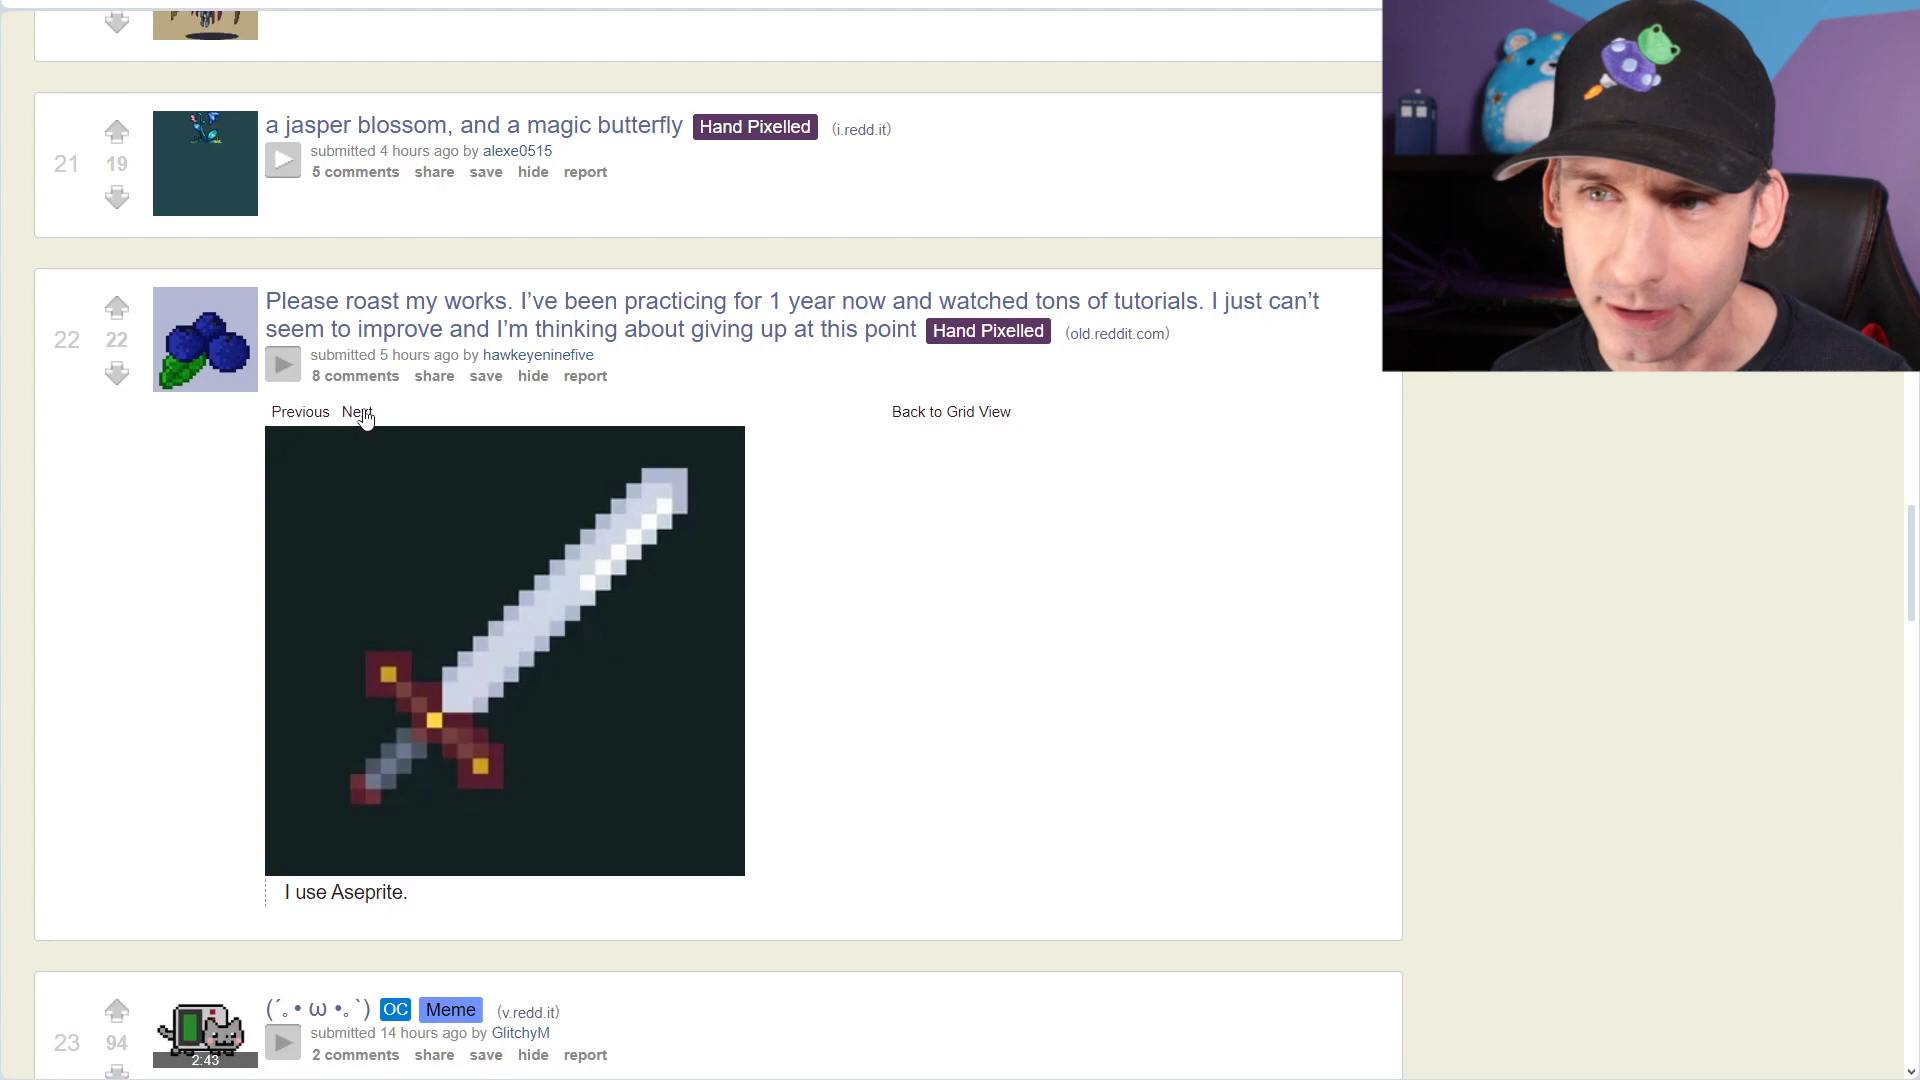 21
19
a jasper blossom, and a magic butterfly Hand Pixelled (i.redd.it)
submitted 4 hours ago by alexe0515
5 comments share save hide report
22
22
Please roast my works. I've been practicing for 1 year now and watched tons of tutorials. I just can't
seem to improve and I'm thinking about giving up at this point Hand Pixelled (old.reddit.com)
submitted 5 hours ago by hawkeyeninefive
8 comments share save hide report
Previous Next
Back to Grid View
I use Aseprite.
23
94
2:43
(´｡• ω •｡`) OC Meme (v.redd.it)
submitted 14 hours ago by GlitchyM
2 comments share save hide report